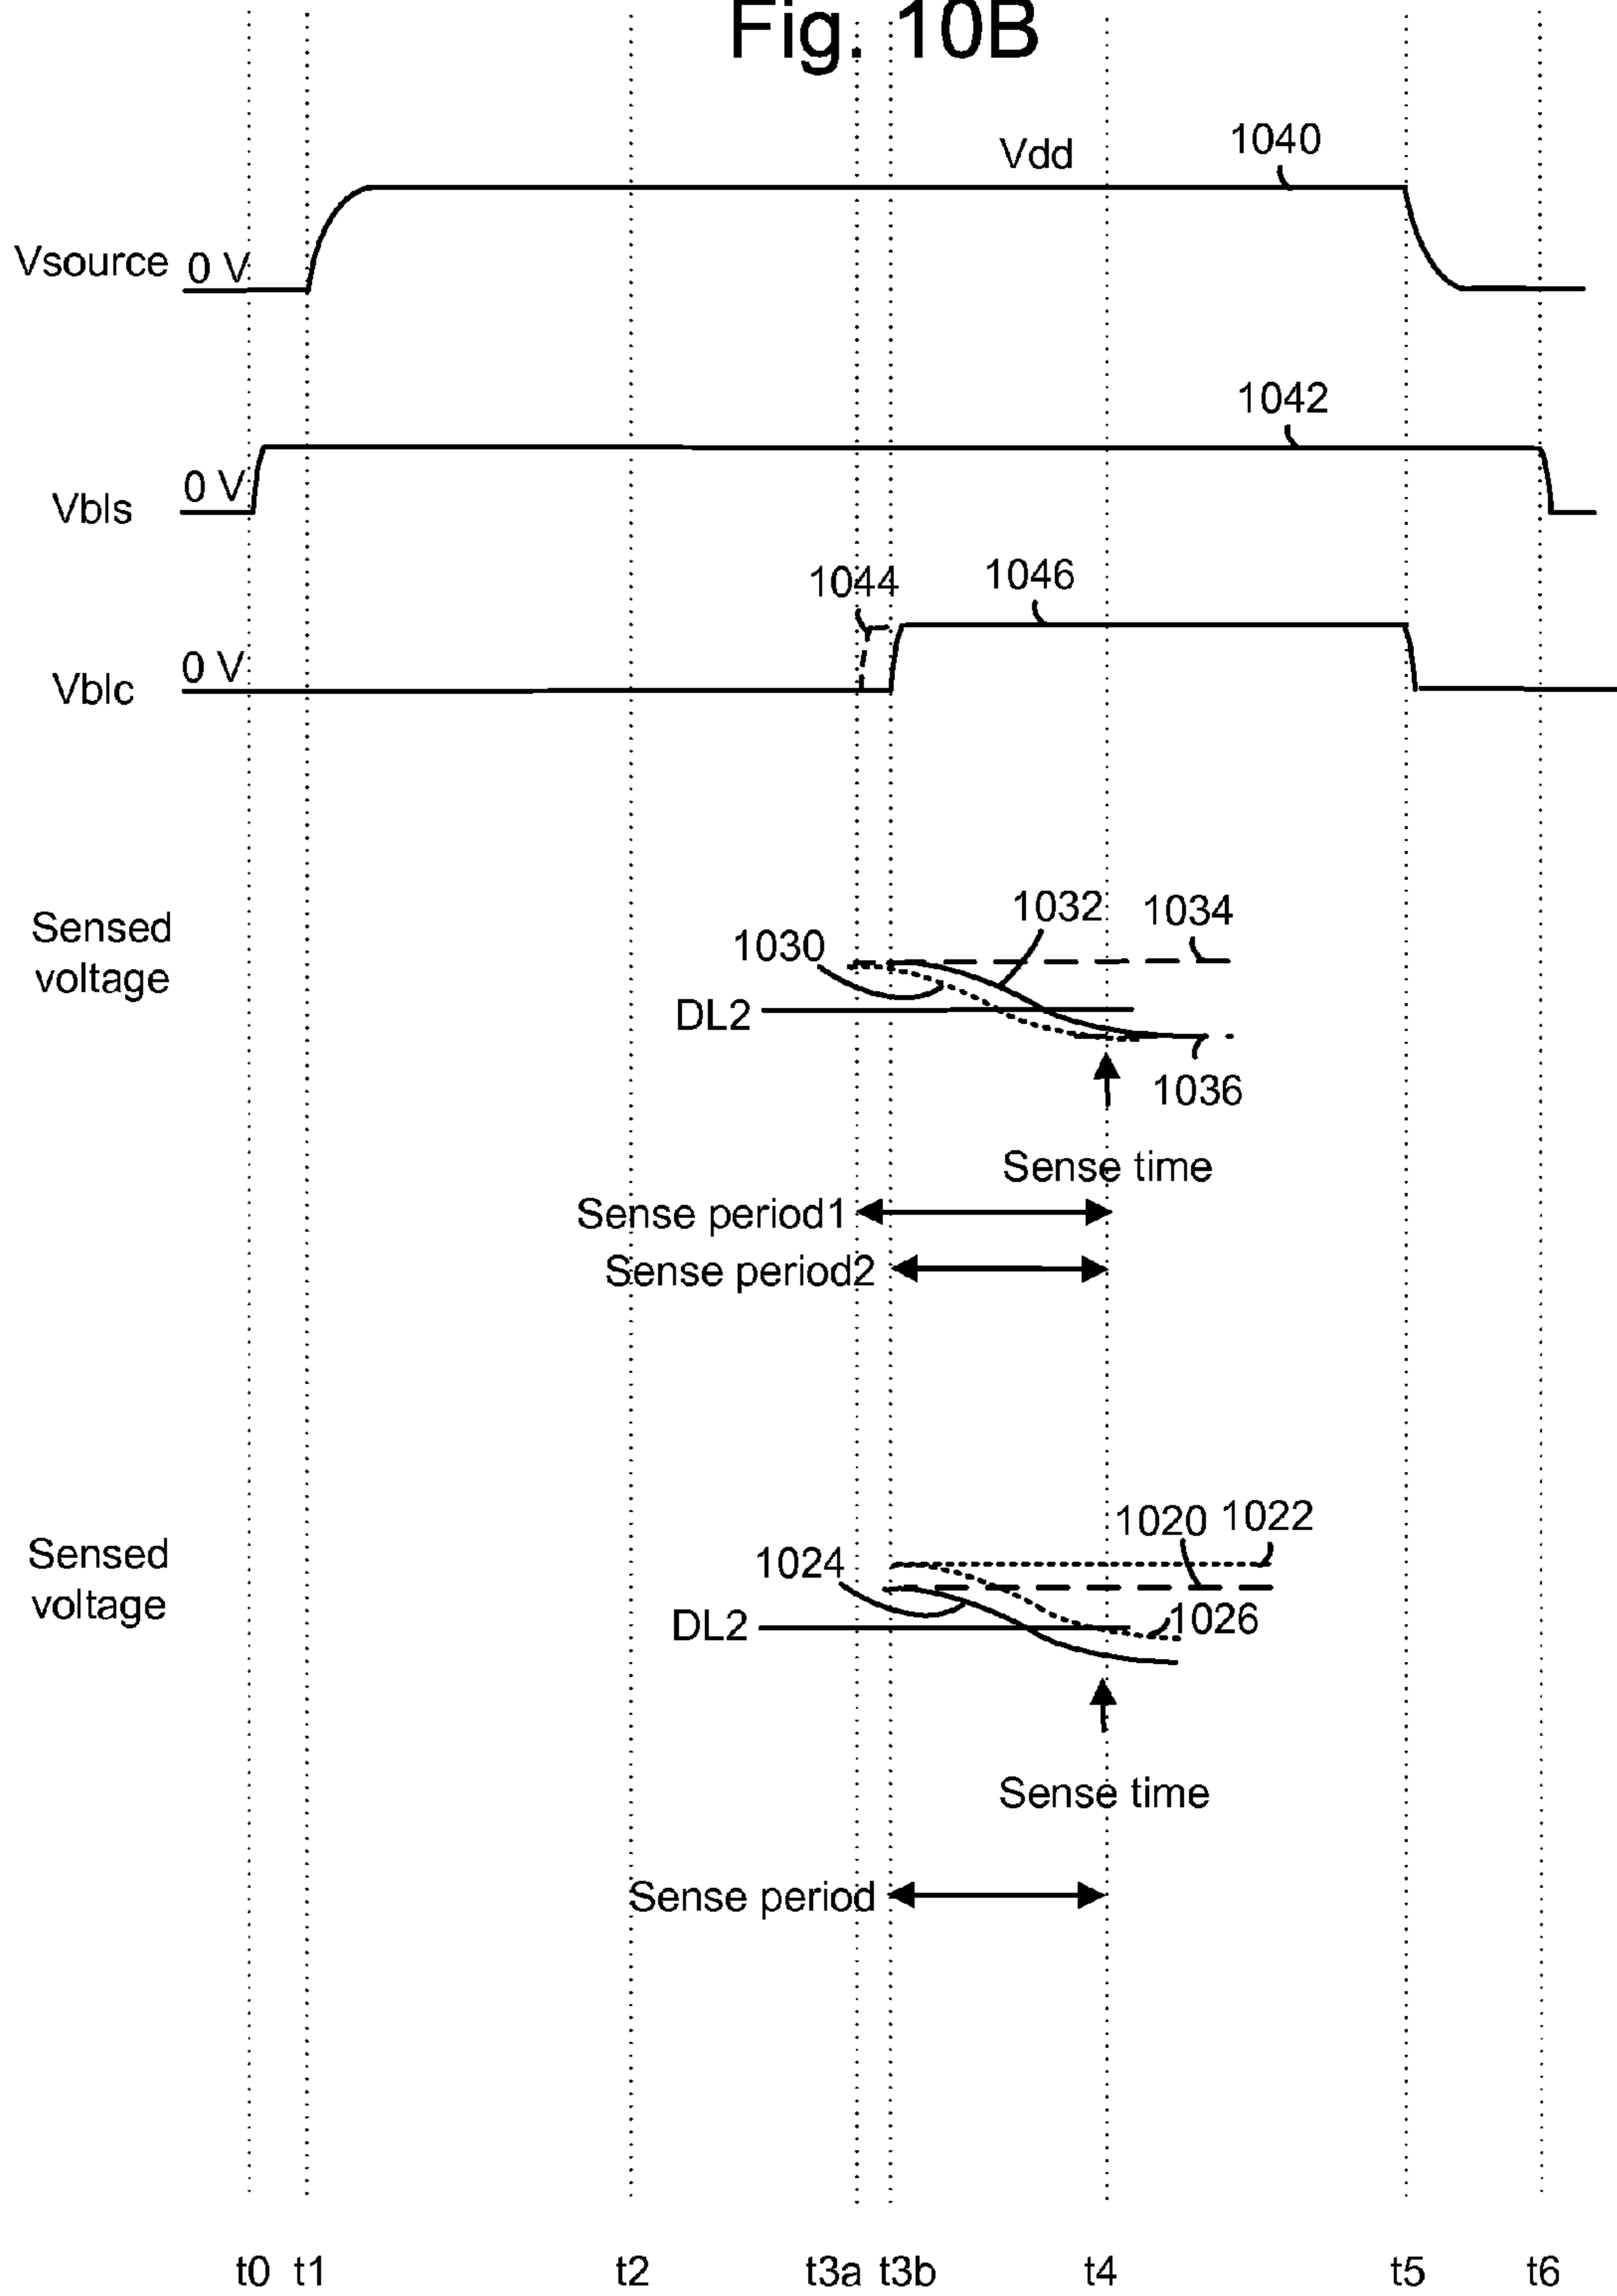 Fig. 10B
Vdd
1040
Vsource
0 V
1042
0 V
Vbls
1044
1046
0 V
Vblc
1032
1034
Sensed
voltage
1030
DL2
1036
Sense time
Sense period1
Sense period2
1020
1022
Sensed
voltage
1024
DL2
1026
Sense time
Sense period
t0 t1 t2 t3a t3b t4 t5 t6